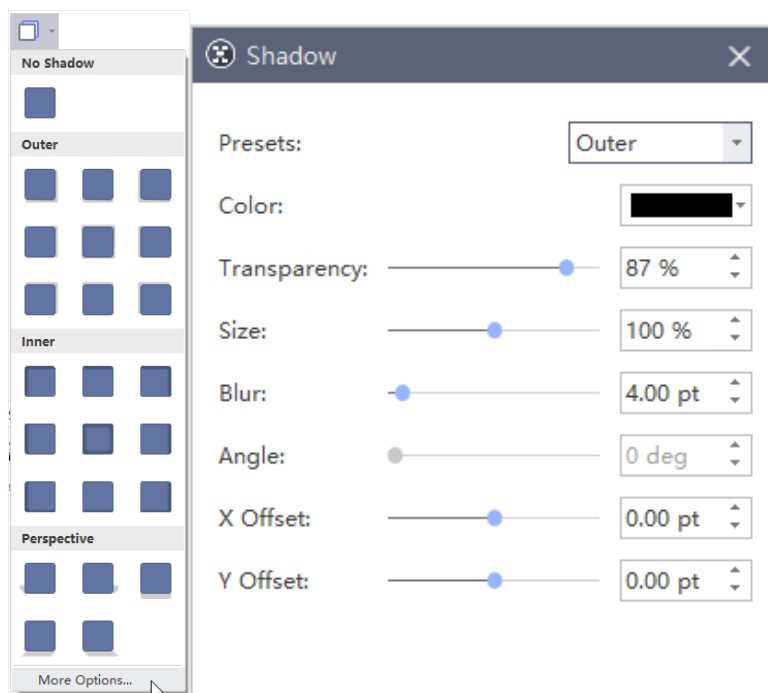 No Shadow
Outer
Inner
Perspective
More Options...
Shadow
Presets: Outer
Color:
Transparency: 87 %
Size: 100 %
Blur: 4.00 pt
Angle: 0 deg
X Offset: 0.00 pt
Y Offset: 0.00 pt